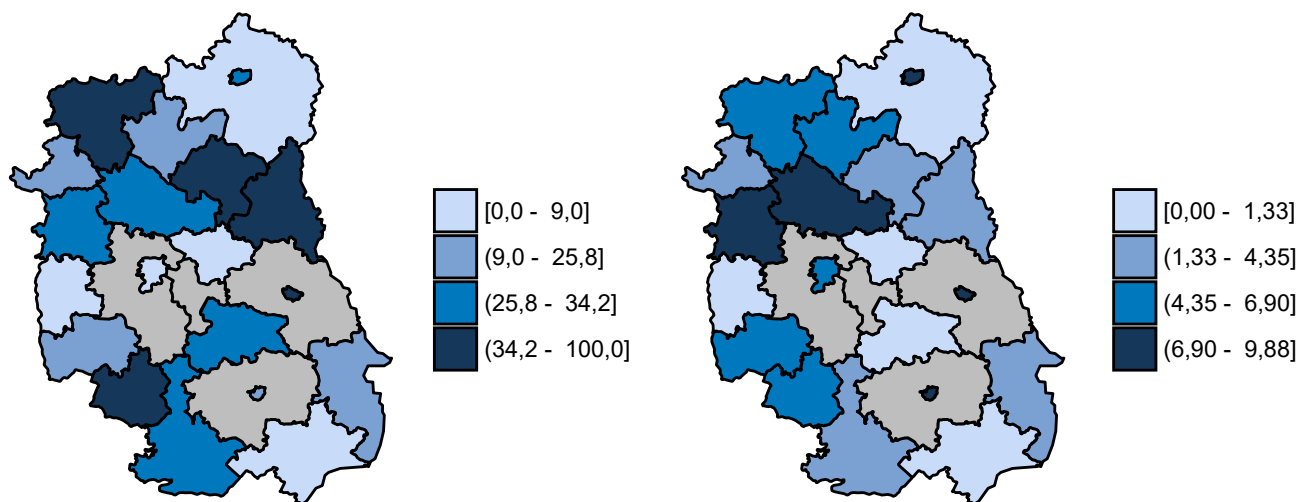 [0,0 - 9,0]
(9,0 - 25,8]
(25,8 - 34,2]
(34,2 - 100,0]
[0,00 - 1,33]
(1,33 - 4,35]
(4,35 - 6,90]
(6,90 - 9,88]